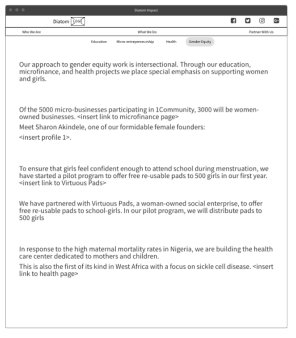 Diatom Impact
Diatom
Who We Are
What We Do
Partner With Us
Education
Micro-entrepreneurship
Health
Gender Equity
Our approach to gender equity work is intersectional. Through our education,
microfinance, and health projects we place special emphasis on supporting women
and girls.
Of the 5000 micro-businesses participating in 1Community, 3000 will be women-
owned businesses. <insert link to microfinance page>
Meet Sharon Akindele, one of our formidable female founders:
<insert profile 1>.
To ensure that girls feel confident enough to attend school during menstruation, we
have started a pilot program to offer free re-usable pads to 500 girls in our first year.
<insert link to Virtuous Pads>
We have partnered with Virtuous Pads, a woman-owned social enterprise, to offer
free re-usable pads to school-girls. In our pilot program, we will distribute pads to
500 girls
In response to the high maternal mortality rates in Nigeria, we are building the health
care center dedicated to mothers and children.
This is also the first of its kind in West Africa with a focus on sickle cell disease. <insert
link to health page>